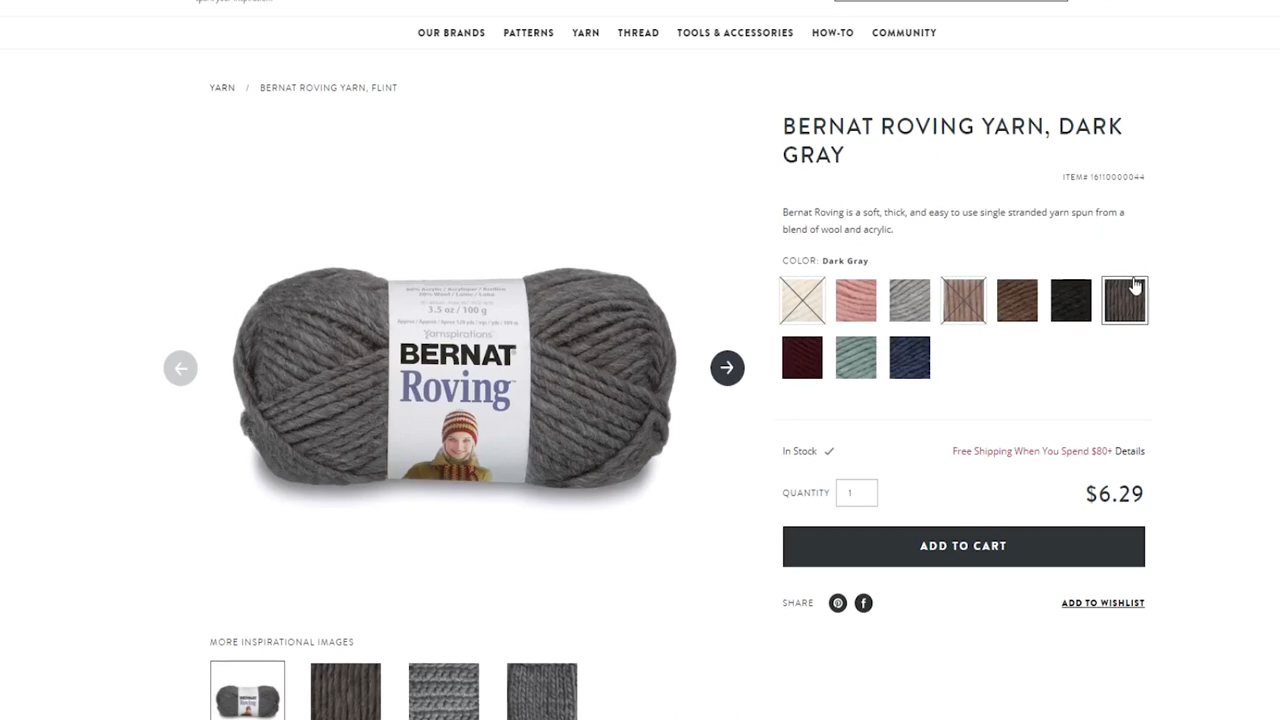 OUR BRANDS PATTERNS YARN THREAD TOOLS & ACCESSORIES HOW-TO COMMUNITY
YARN / BERNAT ROVING YARN, FLINT
BERNAT ROVING YARN, DARK
GRAY
ITEM# 16110000044
Bernat Roving is a soft, thick, and easy to use single stranded yarn spun from a
blend of wool and acrylic.
COLOR: Dark Gray
3.5 oz / 100 g
Yarnspirations
BERNAT
Roving
In Stock
Free Shipping When You Spend $80+ Details
QUANTITY 1
$6.29
ADD TO CART
SHARE
ADD TO WISHLIST
MORE INSPIRATIONAL IMAGES
BERNAT
Roving